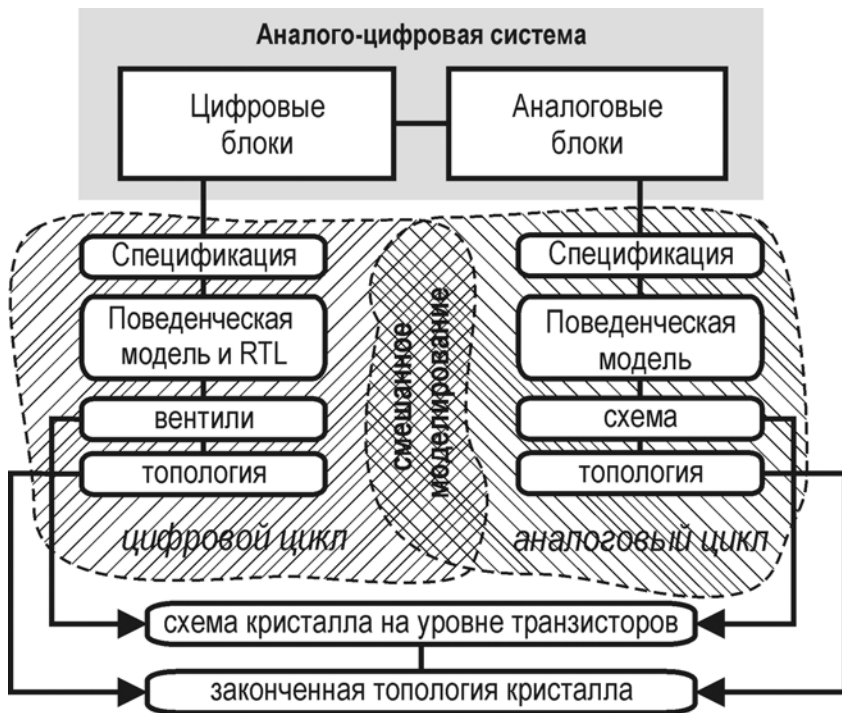 Аналого-цифровая система
Цифровые
блоки
Аналоговые
блоки
Спецификация
Поведенческая
модель и RTL
вентили
топология
цифровой цикл
смешанное
моделирование
Спецификация
Поведенческая
модель
схема
топология
аналоговый цикл
схема кристалла на уровне транзисторов
законченная топология кристалла